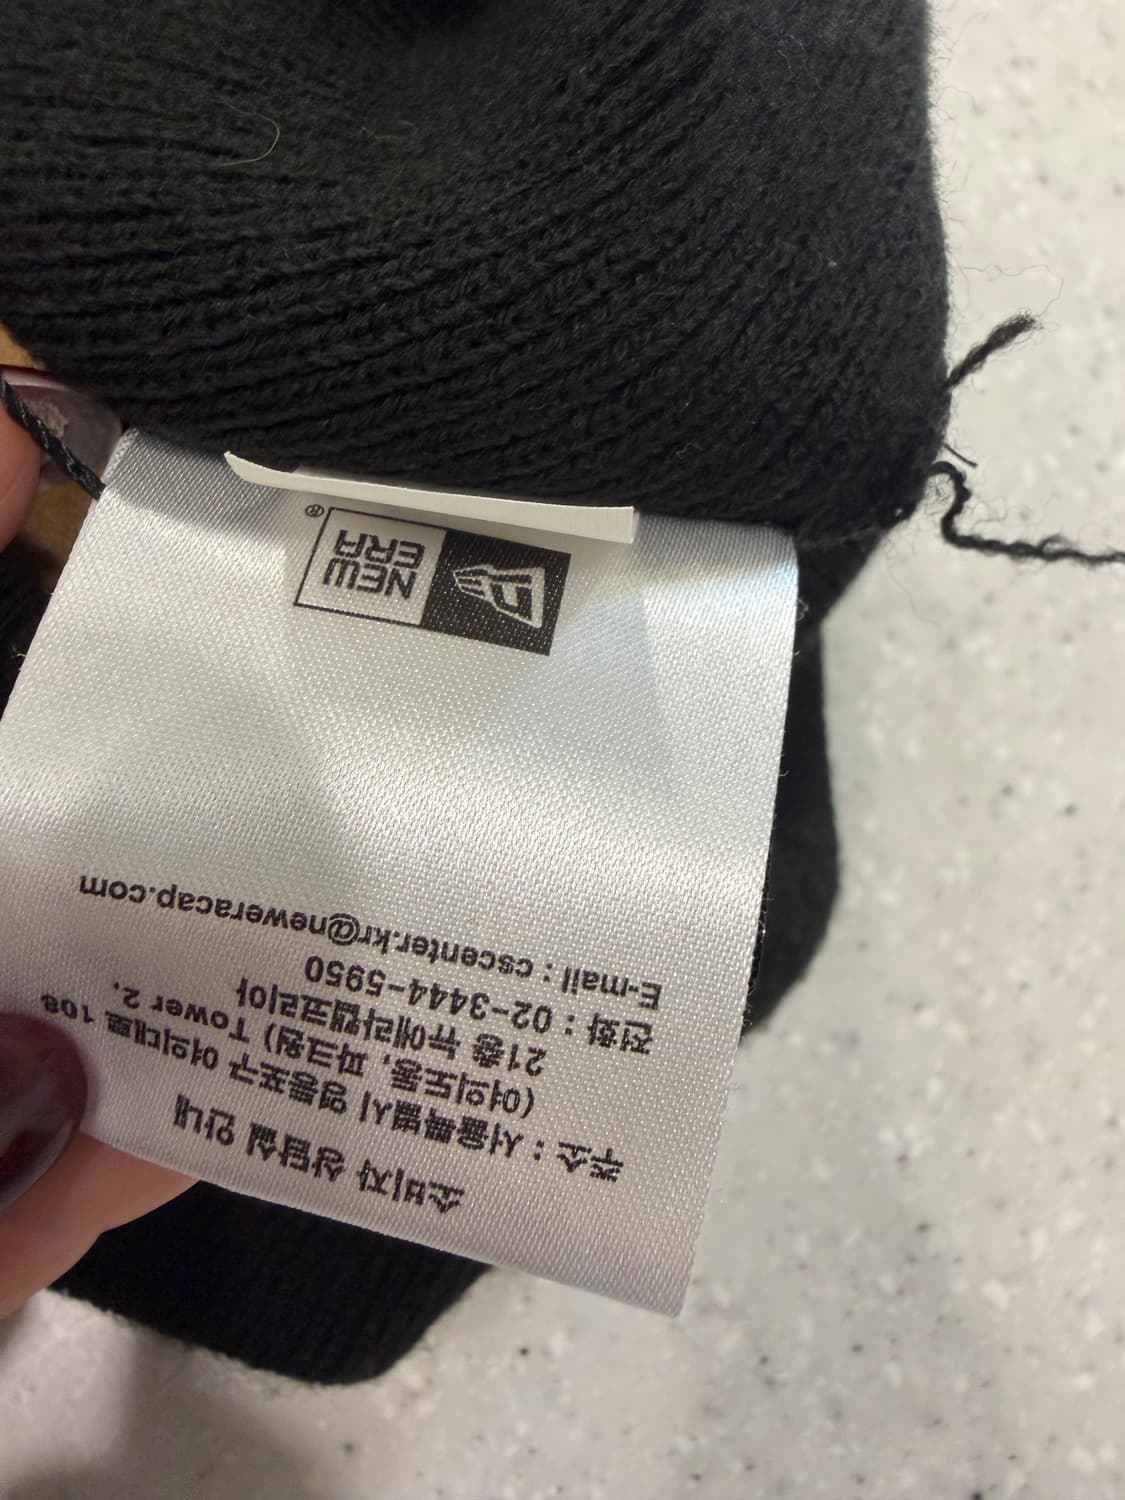 소비자 상담실 안내
주소 : 서울특별시 영등포구 여의대로 108
(여의도동, 파크원) Tower 2,
21층 뉴에라캡코리아
전화 : 02-3444-5950
E-mail : cscenter.kr@neweracap.com
NEW
ERA
®